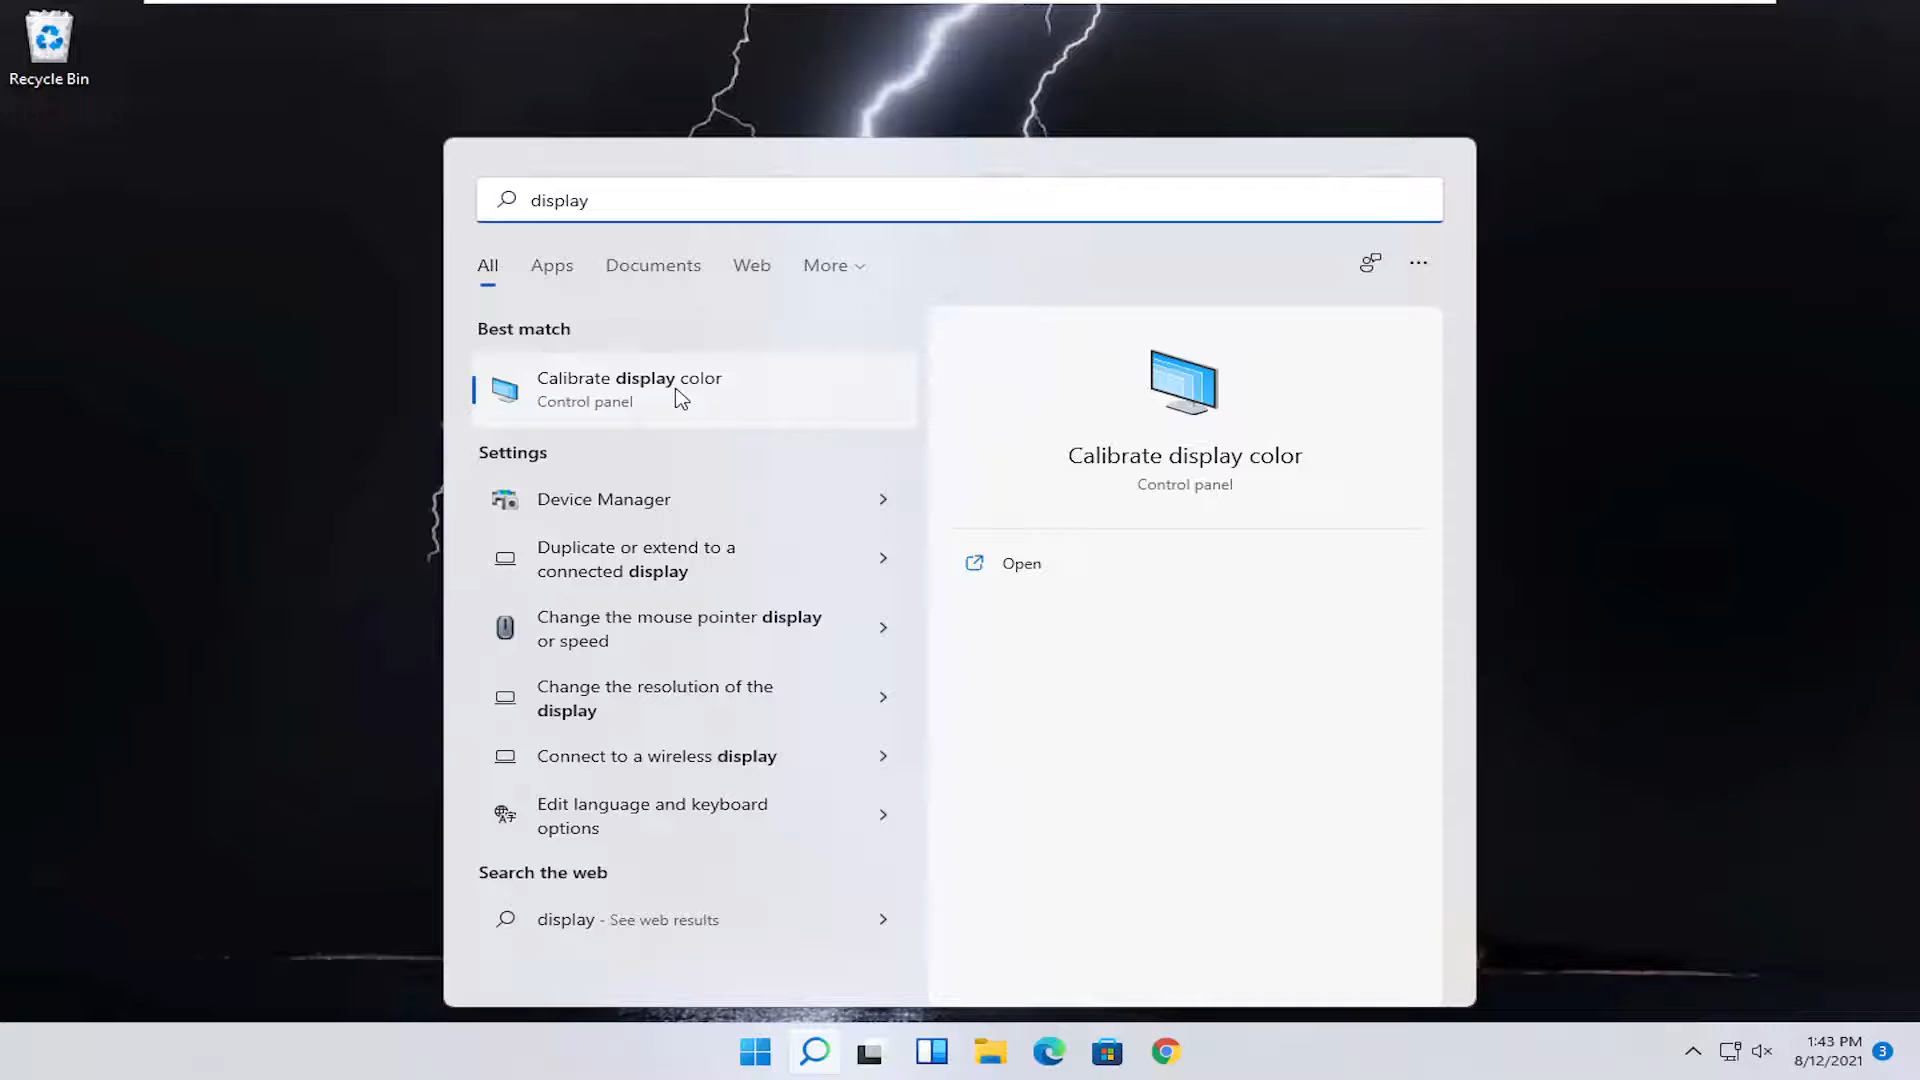 Recycle Bin
display
All Apps Documents Web More
Best match
Calibrate display color
Control panel
Settings
Device Manager
Duplicate or extend to a
connected display
Change the mouse pointer display
or speed
Change the resolution of the
display
Connect to a wireless display
Edit language and keyboard
options
Search the web
display - See web results
Calibrate display color
Control panel
Open
1:43 PM
8/12/2021
3